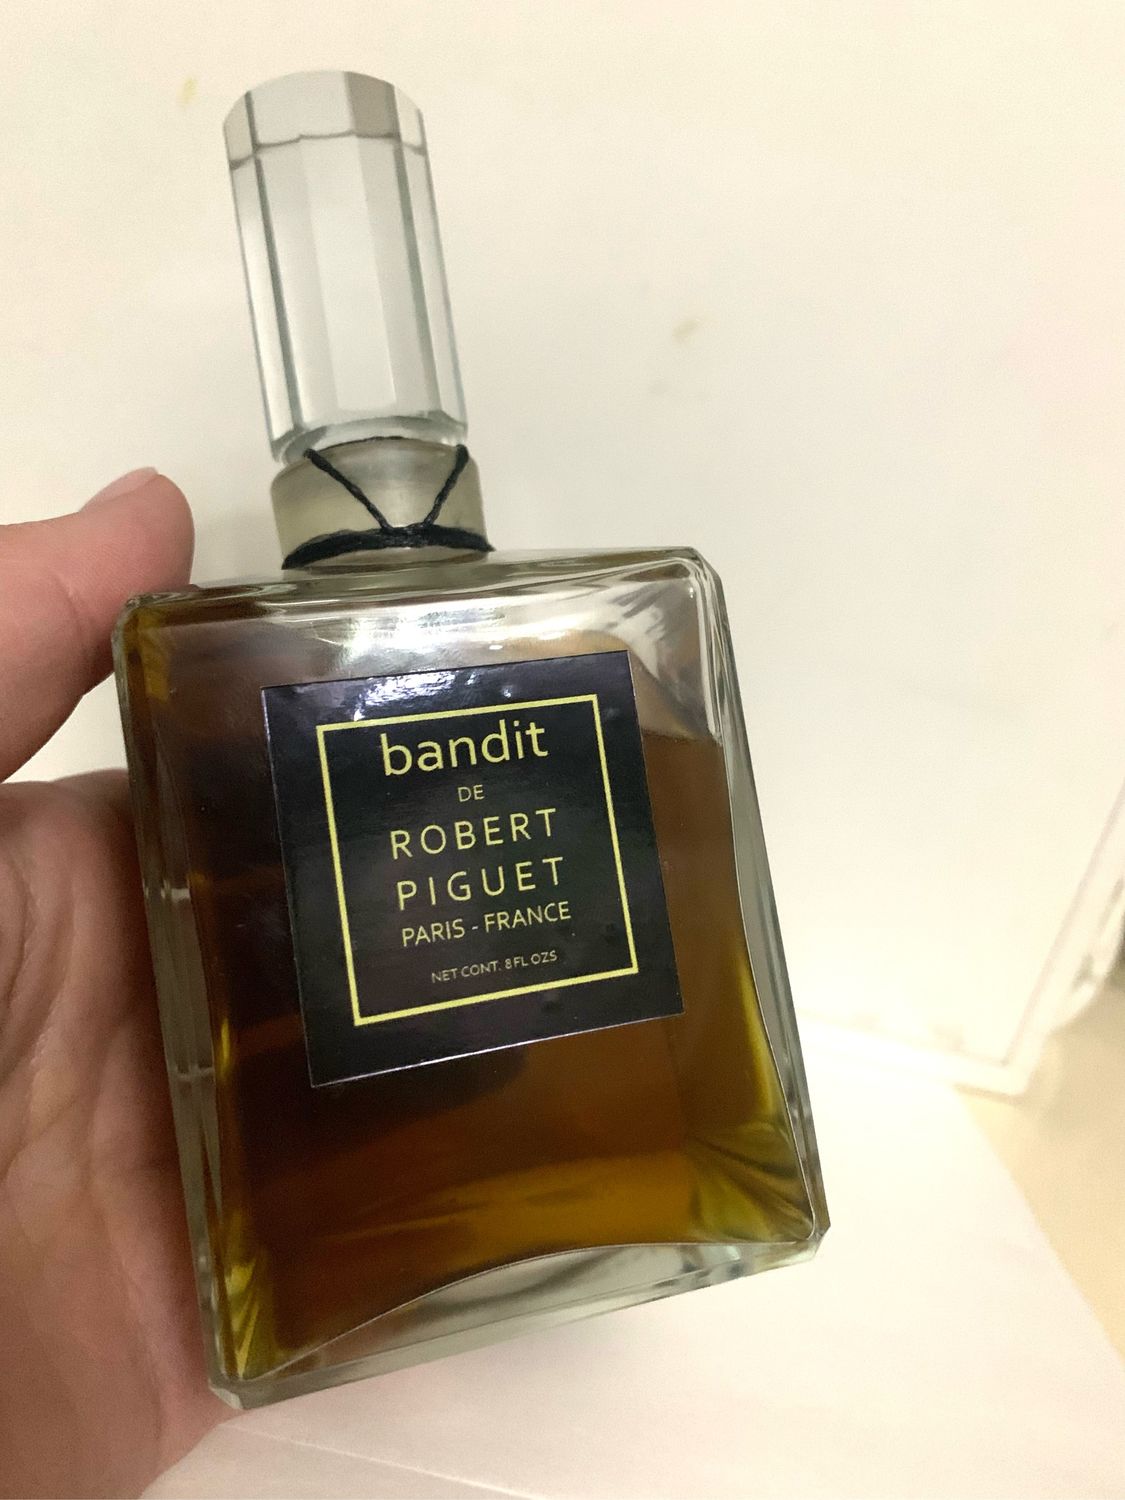 bandit
DE
ROBERT
PIGUET
PARIS - FRANCE
NET CONT. 8 FL OZS